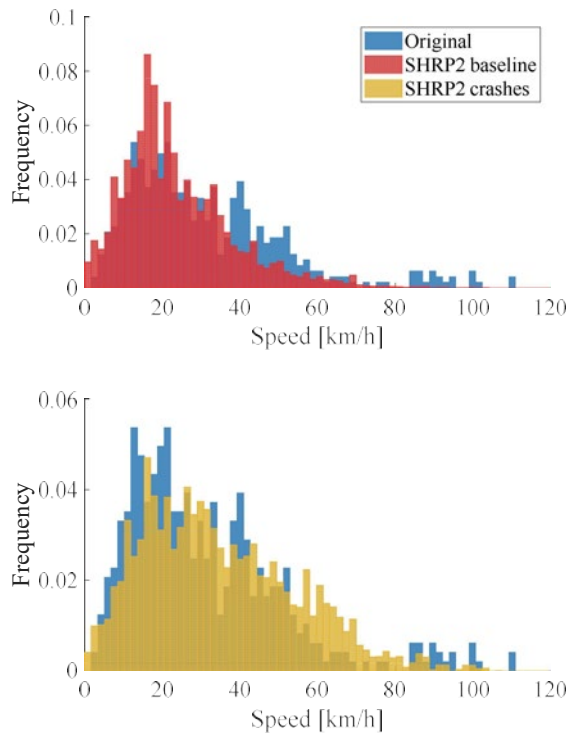 Original
SHRP2 baseline
SHRP2 crashes
Frequency
0.1
0.08
0.06
0.04
0.02
0
0 20 40 60 80 100 120
Speed [km/h]
Frequency
0.06
0.04
0.02
0
0 20 40 60 80 100 120
Speed [km/h]